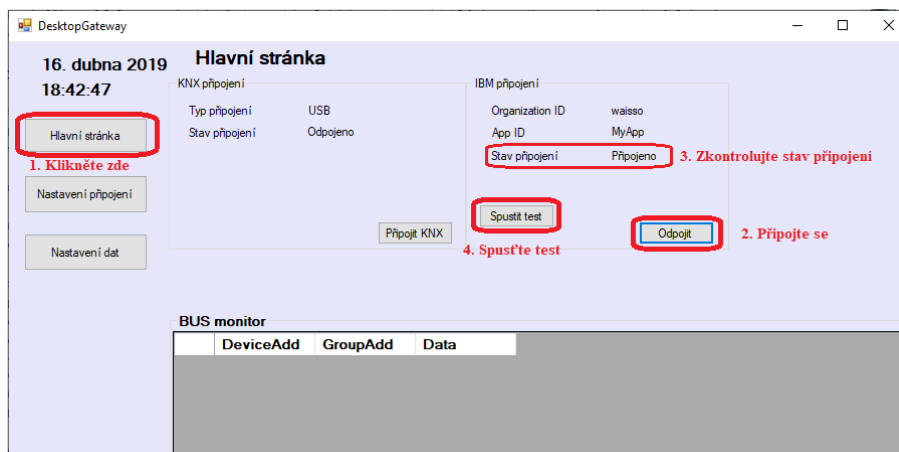 DesktopGateway
16. dubna 2019
18:42:47
Hlavní stránka
1. Klikněte zde
Nastavení připojení
Nastavení dat
Hlavní stránka
KNX připojení
Typ připojení USB
Stav připojení Odpojeno
Připojit KNX
IBM připojení
Organization ID waisso
App ID MyApp
Stav připojení Připojeno
3. Zkontrolujte stav připojení
Spustit test
4. Spusťte test
Odpojit
2. Připojte se
BUS monitor
DeviceAdd GroupAdd Data